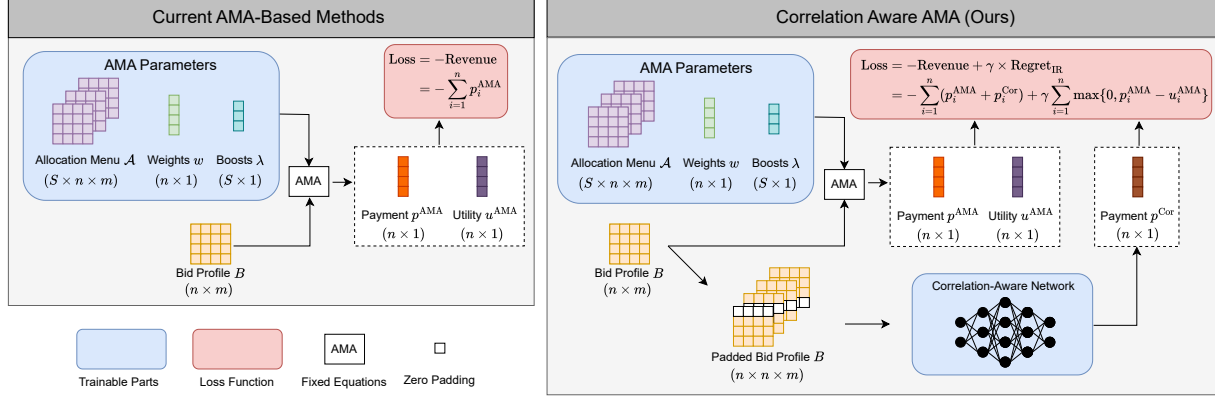 Current AMA-Based Methods
AMA Parameters
Allocation Menu 𝒜
(S × n × m)
Weights w
(n × 1)
Boosts λ
(S × 1)
Loss = −Revenue
= − ∑_{i=1}^{n} p_i^{AMA}
AMA
Payment p^{AMA}
(n × 1)
Utility u^{AMA}
(n × 1)
Bid Profile B
(n × m)
Trainable Parts
Loss Function
AMA
Fixed Equations
Zero Padding
Correlation Aware AMA (Ours)
AMA Parameters
Allocation Menu 𝒜
(S × n × m)
Weights w
(n × 1)
Boosts λ
(S × 1)
Loss = −Revenue + γ × Regret_{IR}
= − ∑_{i=1}^{n} (p_i^{AMA} + p_i^{Cor}) + γ ∑_{i=1}^{n} max{0, p_i^{AMA} − u_i^{AMA}}
AMA
Payment p^{AMA}
(n × 1)
Utility u^{AMA}
(n × 1)
Payment p^{Cor}
(n × 1)
Bid Profile B
(n × m)
Padded Bid Profile B
(n × n × m)
Correlation-Aware Network